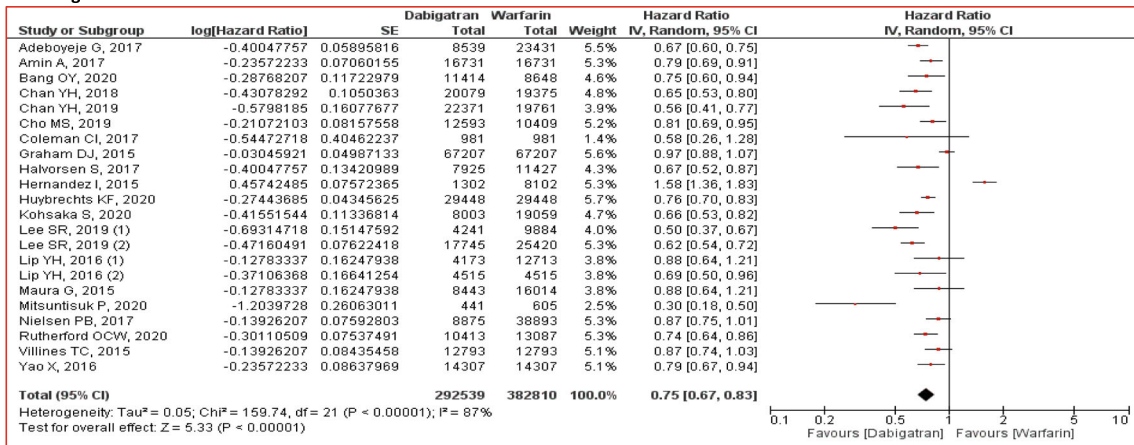 Dabigatran Warfarin Hazard Ratio Hazard Ratio
Study or Subgroup log[Hazard Ratio] SE Total Total Weight IV, Random, 95% CI IV, Random, 95% CI
Adeboyeje G, 2017 -0.40047757 0.05895816 8539 23431 5.5% 0.67 [0.60, 0.75]
Amin A, 2017 -0.23572233 0.07060155 16731 16731 5.3% 0.79 [0.69, 0.91]
Bang OY, 2020 -0.28768207 0.11722979 11414 8648 4.6% 0.75 [0.60, 0.94]
Chan YH, 2018 -0.43078292 0.1050363 20079 19375 4.8% 0.65 [0.53, 0.80]
Chan YH, 2019 -0.5798185 0.16077677 22371 19761 3.9% 0.56 [0.41, 0.77]
Cho MS, 2019 -0.21072103 0.08157558 12593 10409 5.2% 0.81 [0.69, 0.95]
Coleman CI, 2017 -0.54472718 0.40462237 981 981 1.4% 0.58 [0.26, 1.28]
Graham DJ, 2015 -0.03045921 0.04987133 67207 67207 5.6% 0.97 [0.88, 1.07]
Halvorsen S, 2017 -0.40047757 0.13420989 7925 11427 4.3% 0.67 [0.52, 0.87]
Hernandez I, 2015 0.45742485 0.07572365 1302 8102 5.3% 1.58 [1.36, 1.83]
Huybrechts KF, 2020 -0.27443685 0.04345625 29448 29448 5.6% 0.76 [0.70, 0.83]
Kohsaka S, 2020 -0.41551544 0.11336814 8003 19059 4.7% 0.66 [0.53, 0.82]
Lee SR, 2019 (1) -0.69314718 0.15147592 4241 9884 4.0% 0.50 [0.37, 0.67]
Lee SR, 2019 (2) -0.47160491 0.07622418 17745 25420 5.2% 0.62 [0.54, 0.72]
Lip YH, 2016 (1) -0.12783337 0.16247938 4173 12713 3.8% 0.88 [0.64, 1.21]
Lip YH, 2016 (2) -0.37106368 0.16641254 4515 4515 3.8% 0.69 [0.50, 0.96]
Maura G, 2015 -0.12783337 0.16247938 8443 16014 3.8% 0.88 [0.64, 1.21]
Mitsuntisuk P, 2020 -1.2039728 0.26063011 441 605 2.5% 0.30 [0.18, 0.50]
Nielsen PB, 2017 -0.13926207 0.07592803 8875 38893 5.3% 0.87 [0.75, 1.01]
Rutherford OCW, 2020 -0.30110509 0.07537491 10413 13087 5.3% 0.74 [0.64, 0.86]
Villines TC, 2015 -0.13926207 0.08435458 12793 12793 5.1% 0.87 [0.74, 1.03]
Yao X, 2016 -0.23572233 0.08637969 14307 14307 5.1% 0.79 [0.67, 0.94]
Total (95% CI) 292539 382810 100.0% 0.75 [0.67, 0.83]
Heterogeneity: Tau² = 0.05; Chi² = 159.74, df = 21 (P < 0.00001); I² = 87%
Test for overall effect: Z = 5.33 (P < 0.00001)
0.1 0.2 0.5 1 2 5 10
Favours [Dabigatran] Favours [Warfarin]